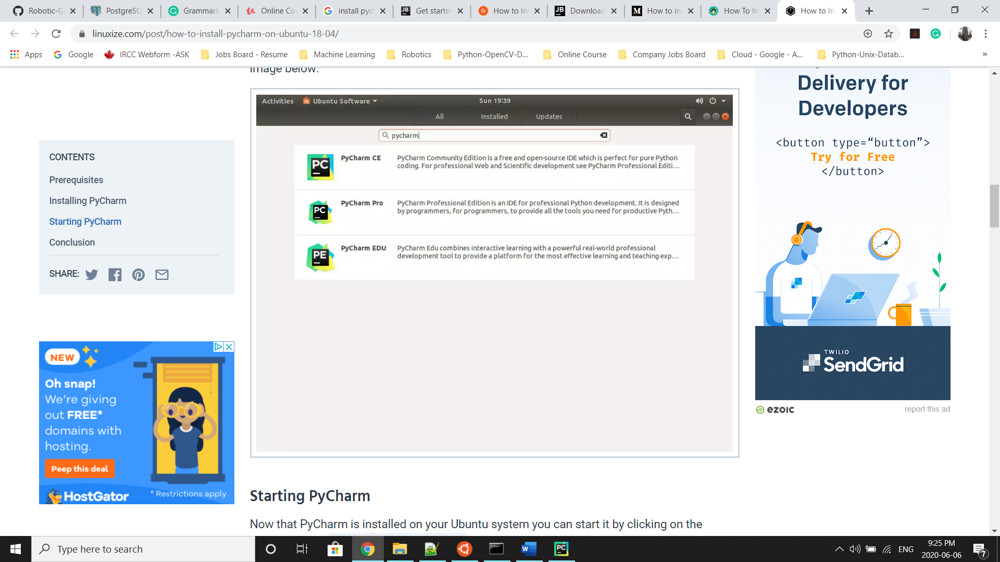 Robotic-G
PostgreSQ
Grammarly
Online Co
install pycl
Get starte
How to In
Download
How to in
How To In
How to In
linuxize.com/post/how-to-install-pycharm-on-ubuntu-18-04/
Apps
Google
IRCC Webform -ASK
Jobs Board - Resume
Machine Learning
Robotics
Python-OpenCV-D...
Online Course
Company Jobs Board
Cloud - Google - A...
Python-Unix-Datab...
»
image below.
Activities
Ubuntu Software
Sun 19:39
All
Installed
Updates
pycharm
PC
PyCharm CE
PyCharm Community Edition is a free and open-source IDE which is perfect for pure Python
coding. For professional Web and Scientific development see PyCharm Professional Editi...
PC
PyCharm Pro
PyCharm Professional Edition is an IDE for professional Python development. It is designed
by programmers, for programmers, to provide all the tools you need for productive Pyth...
PE
PyCharm EDU
PyCharm Edu combines interactive learning with a powerful real-world professional
development tool to provide a platform for the most effective learning and teaching exp...
CONTENTS
Prerequisites
Installing PyCharm
Starting PyCharm
Conclusion
SHARE:
NEW
Oh snap!
We're giving
out FREE*
domains with
hosting.
Peep this deal
HostGator
* Restrictions apply
Starting PyCharm
Now that PyCharm is installed on your Ubuntu system you can start it by clicking on the
Delivery for
Developers
<button type="button">
Try for Free
</button>
TWILIO
SendGrid
ezoic
report this ad
Type here to search
ENG
9:25 PM
2020-06-06
7